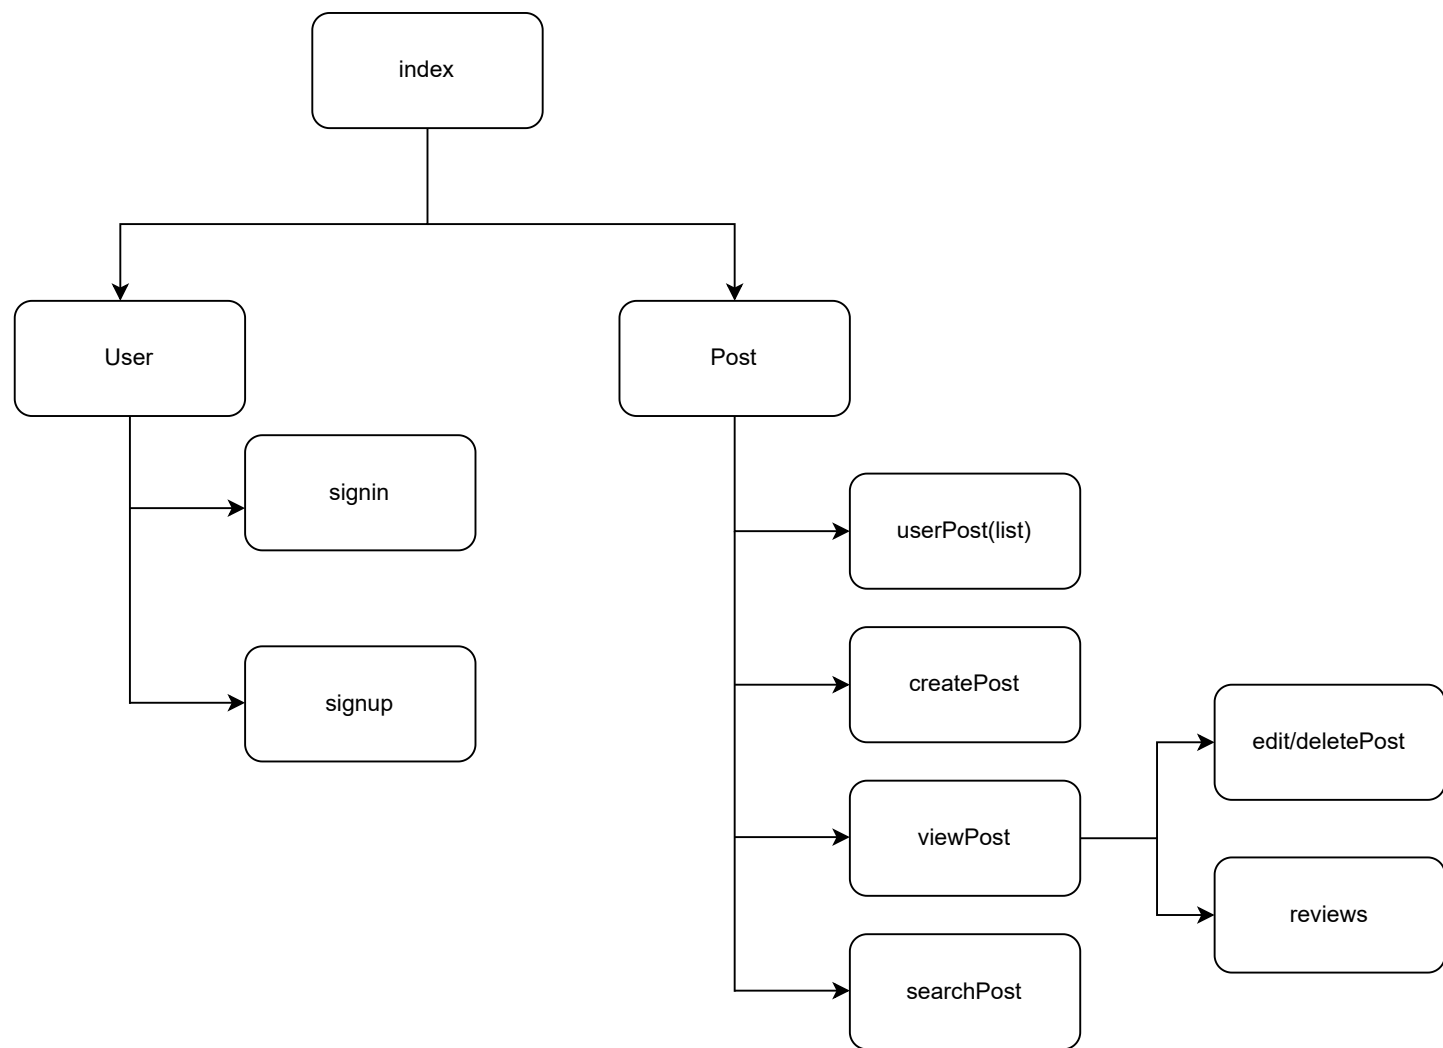 index
User
Post
signin
signup
userPost(list)
createPost
viewPost
searchPost
edit/deletePost
reviews